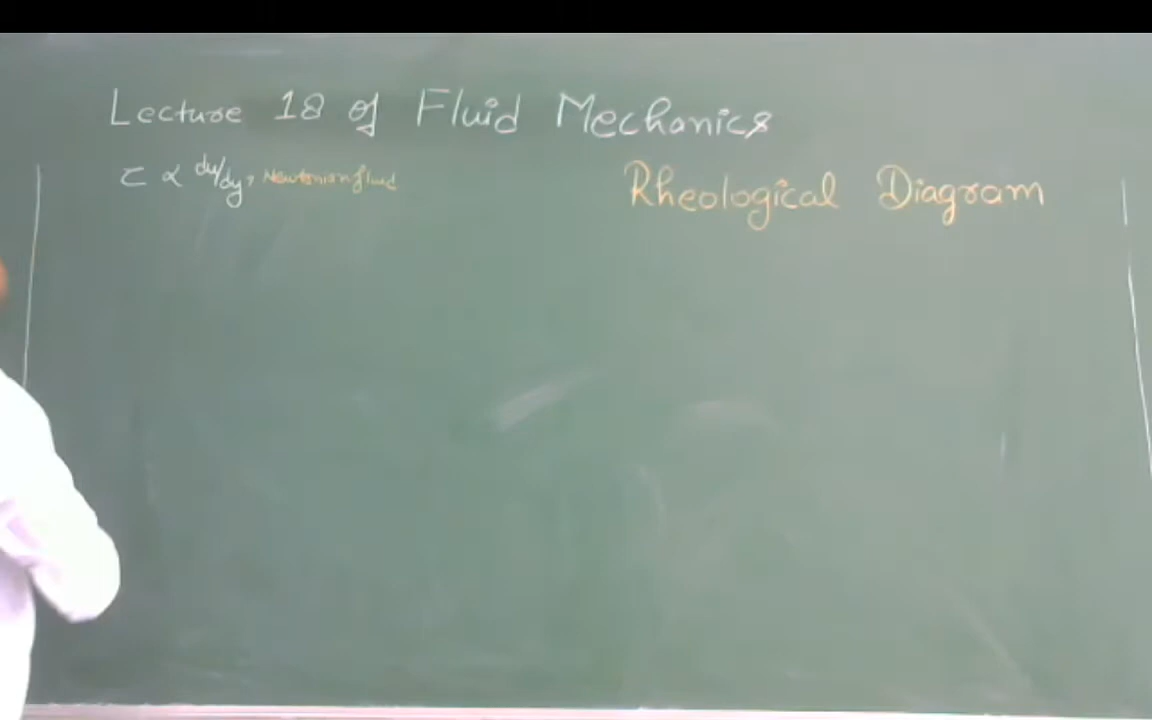 Lecture 18 of Fluid Mechanics
τ ∝ du/dy, Newtonian fluid
Rheological Diagram